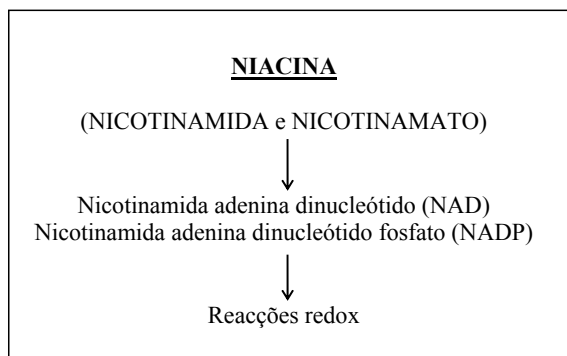 NIACINA
(NICOTINAMIDA e NICOTINAMATO)
Nicotinamida adenina dinucleótido (NAD)
Nicotinamida adenina dinucleótido fosfato (NADP)
Reacções redox